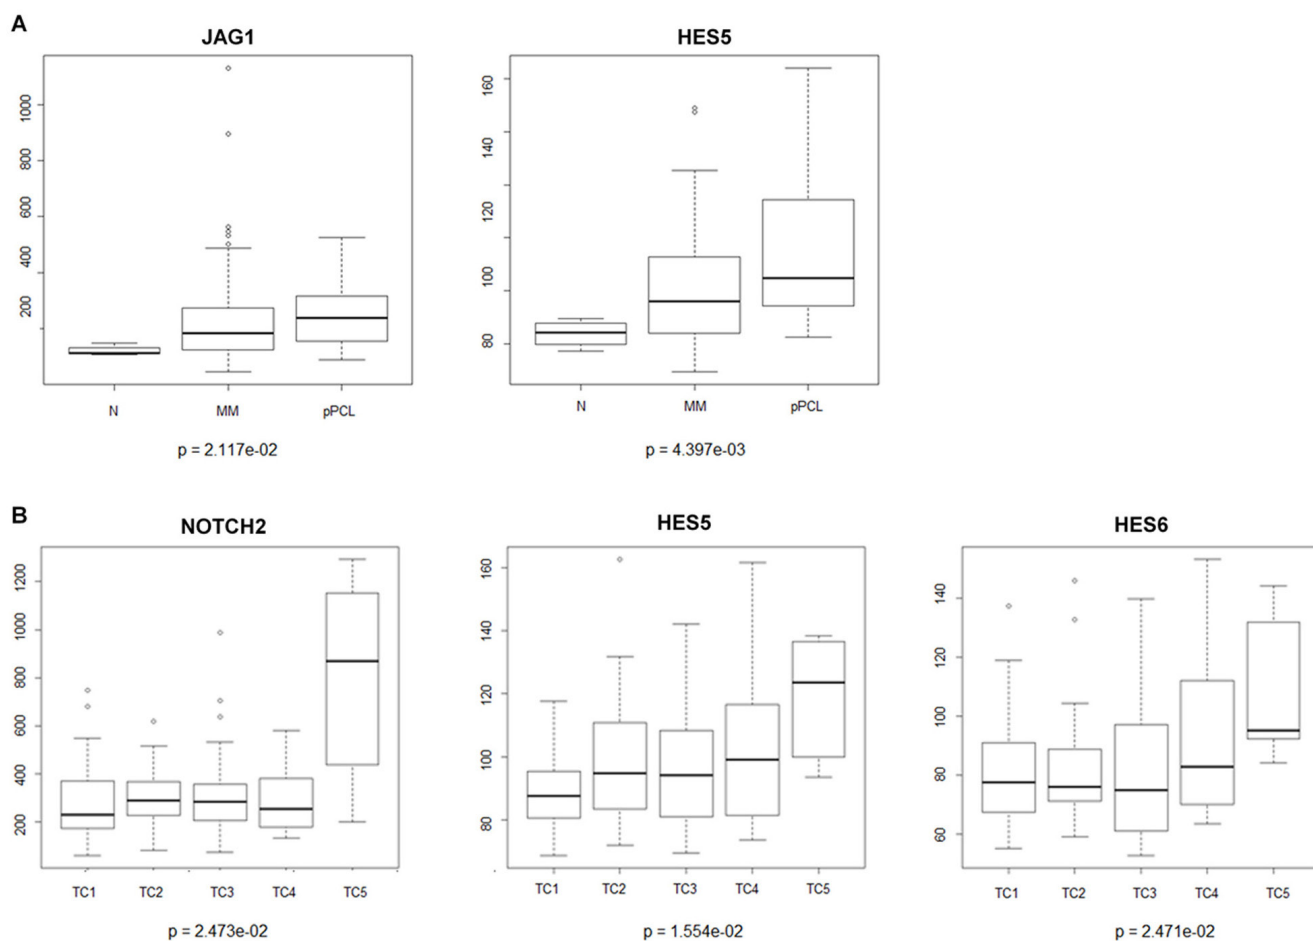 A
JAG1
HES5
1000
800
600
400
200
N
MM
pPCL
p = 2.117e-02
160
140
120
100
80
N
MM
pPCL
p = 4.397e-03
B
NOTCH2
HES5
HES6
1200
1000
800
600
400
200
TC1
TC2
TC3
TC4
TC5
p = 2.473e-02
160
140
120
100
80
TC1
TC2
TC3
TC4
TC5
p = 1.554e-02
140
120
100
80
60
TC1
TC2
TC3
TC4
TC5
p = 2.471e-02